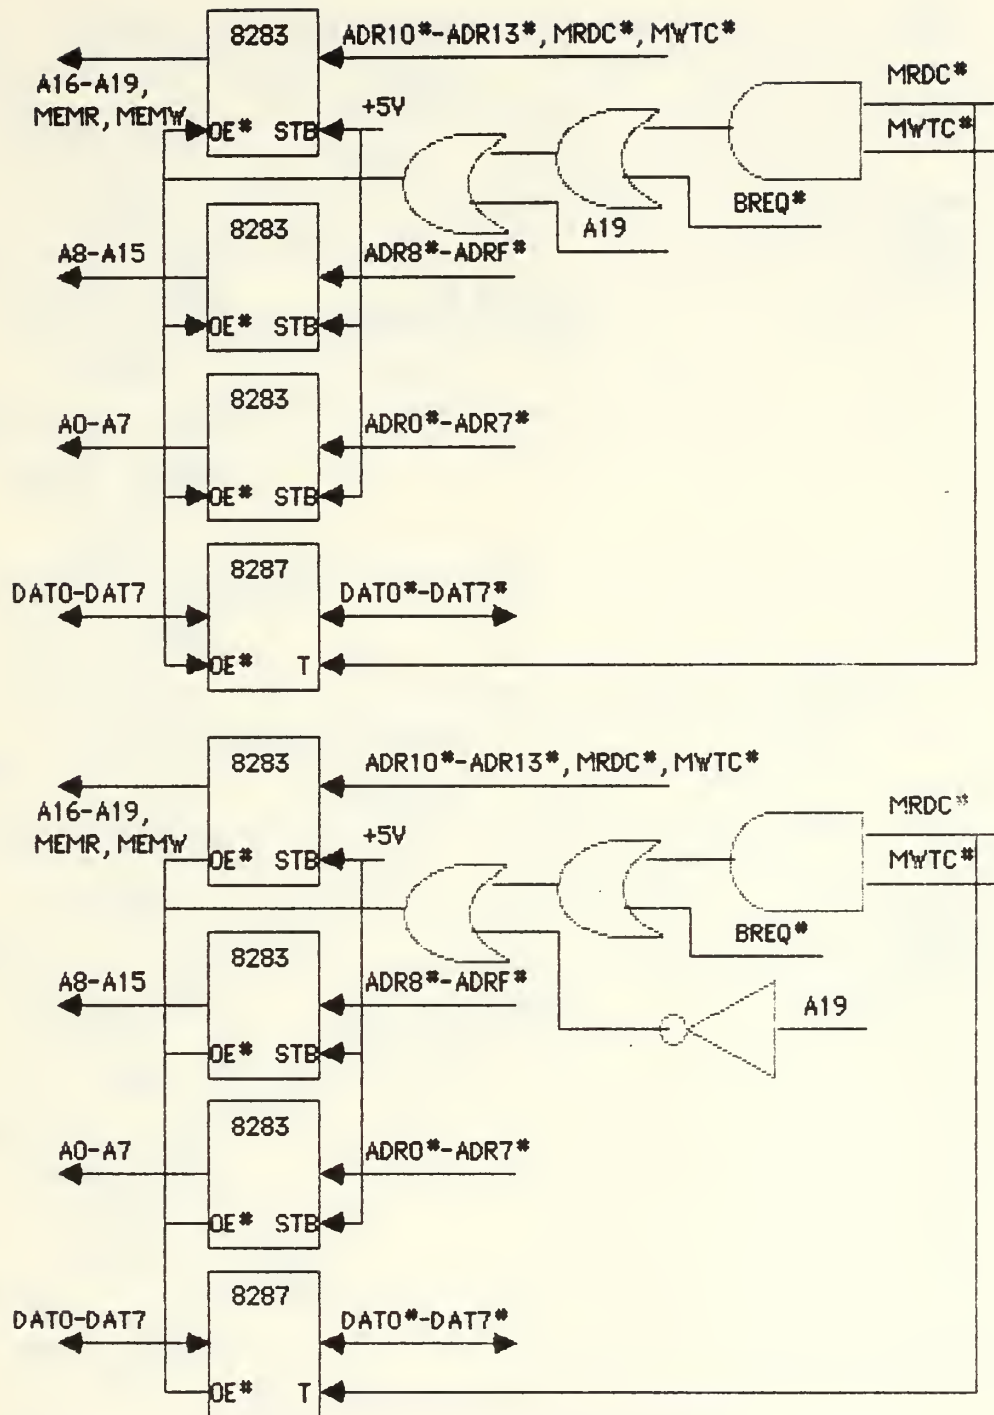 8283
ADR10*-ADR13*, MRDC*, MWTC*
MRDC*
A16-A19,
MEMR, MEMW
+5V
OE* STB
MWTC*
BREQ*
8283
A19
A8-A15
ADR8*-ADRF*
OE* STB
8283
A0-A7
ADR0*-ADR7*
OE* STB
8287
DAT0-DAT7
DAT0*-DAT7*
OE* T
8283
ADR10*-ADR13*, MRDC*, MWTC*
MRDC*
A16-A19,
MEMR, MEMW
+5V
OE* STB
MWTC*
BREQ*
8283
A8-A15
ADR8*-ADRF*
A19
OE* STB
8283
A0-A7
ADR0*-ADR7*
OE* STB
8287
DAT0-DAT7
DAT0*-DAT7*
OE* T